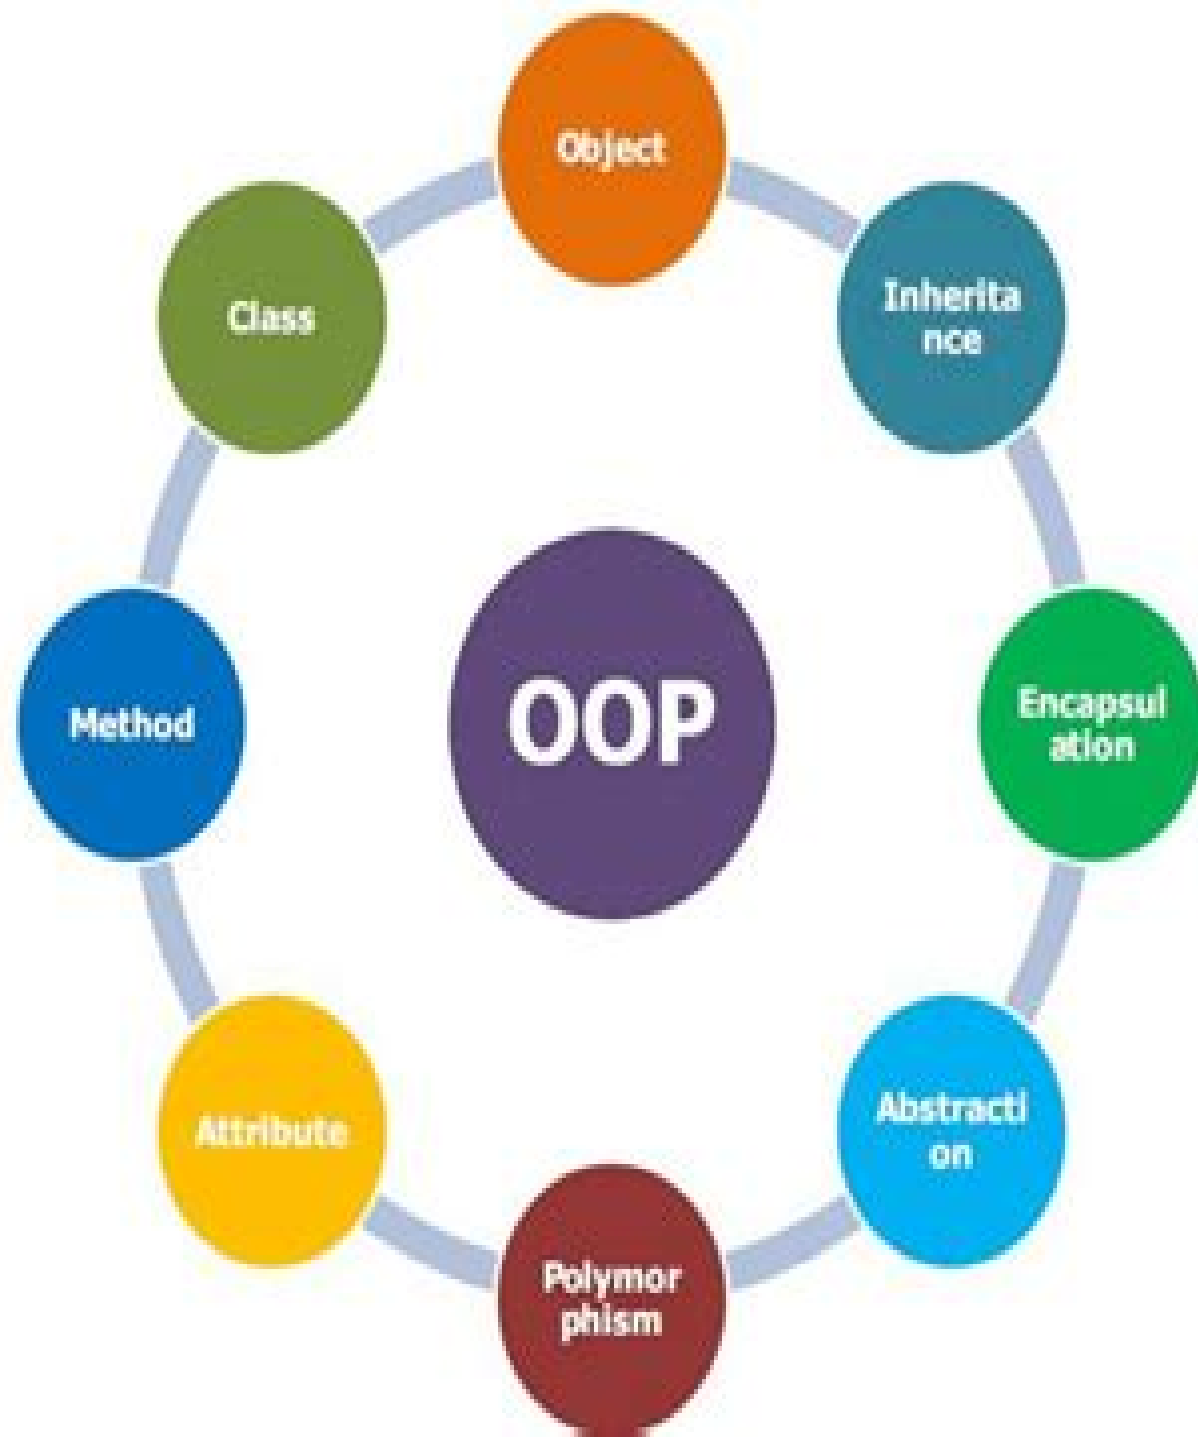 Object
Class
Inherita
nce
Method
OOP
Encapsul
ation
Attribute
Abstracti
on
Polymor
phism